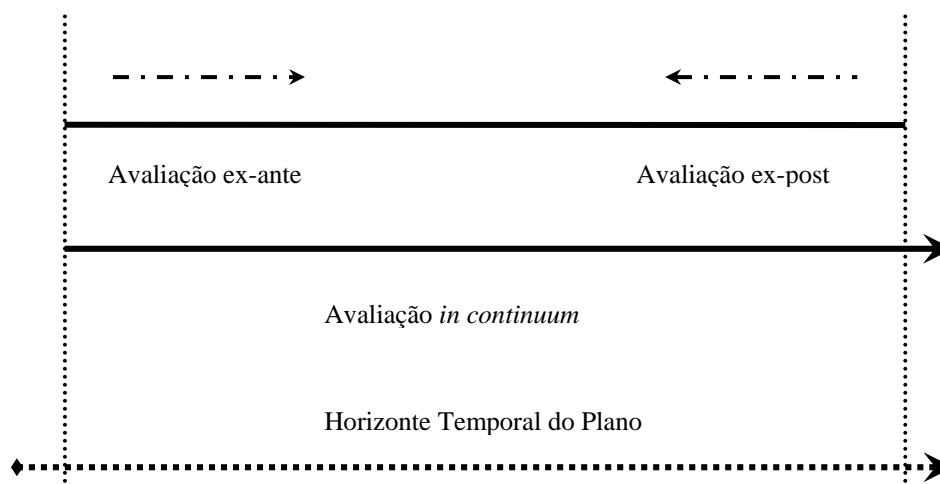 Avaliação ex-ante
Avaliação ex-post
Avaliação in continuum
Horizonte Temporal do Plano